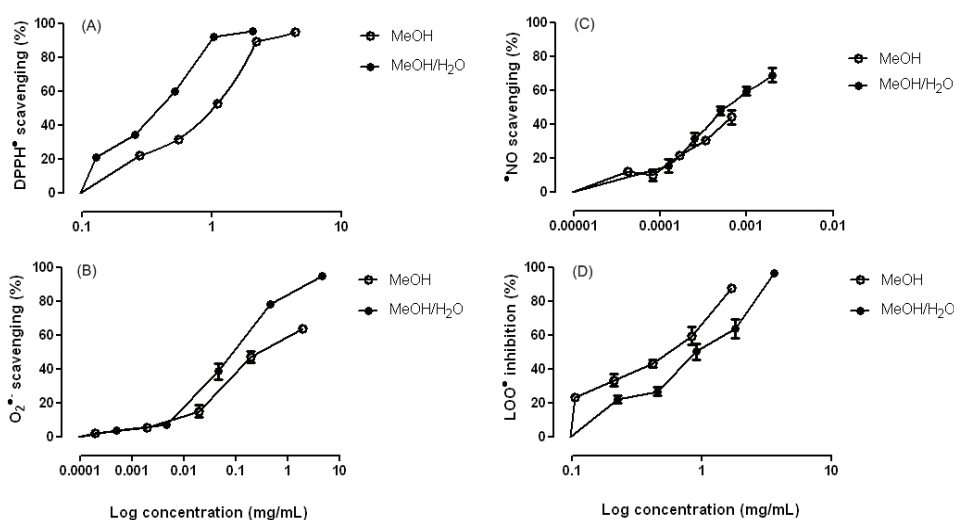 (A)
DPPH● scavenging (%)
100
80
60
40
20
0
0.1 1 10
MeOH
MeOH/H2O
(C)
●NO scavenging (%)
100
80
60
40
20
0
0.00001 0.0001 0.001 0.01
MeOH
MeOH/H2O
(B)
O2●- scavenging (%)
100
80
60
40
20
0
0.0001 0.001 0.01 0.1 1 10
Log concentration (mg/mL)
MeOH
MeOH/H2O
(D)
LOO● inhibition (%)
100
80
60
40
20
0
0.1 1 10
Log concentration (mg/mL)
MeOH
MeOH/H2O